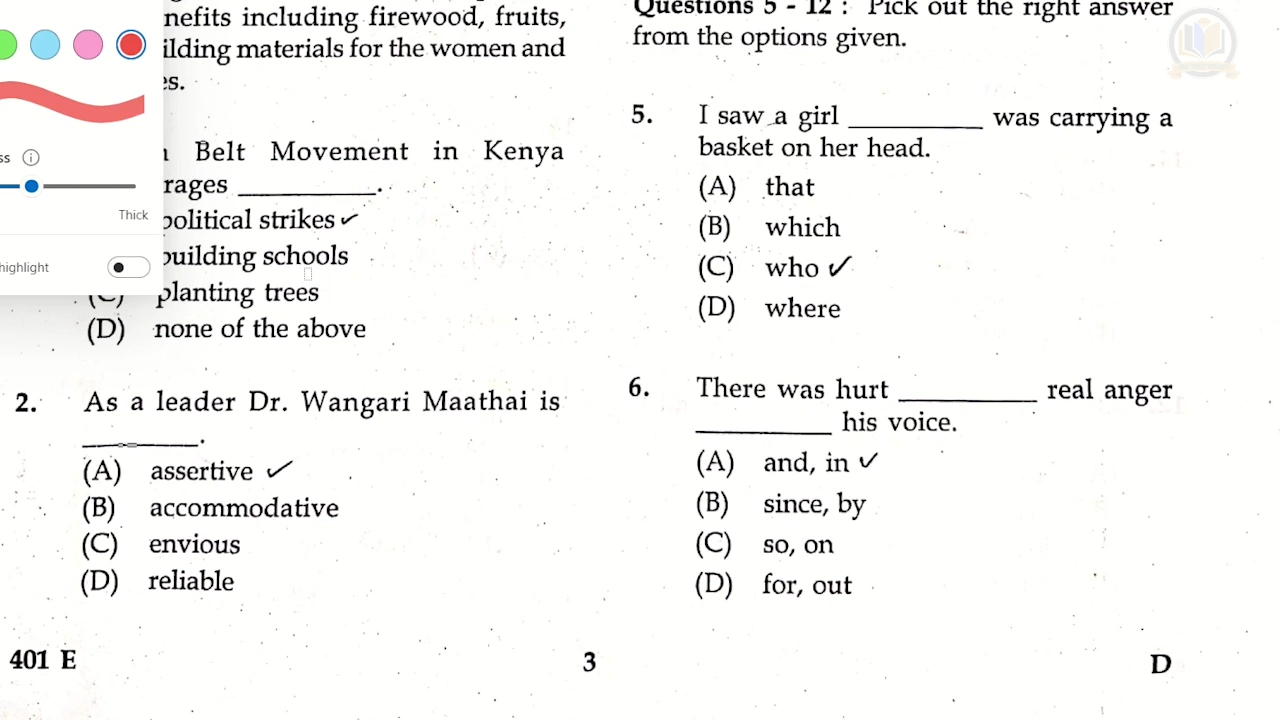 nefits including firewood, fruits,
ilding materials for the women and
es.
Belt Movement in Kenya
rages __________.
political strikes ✓
building schools
(C) planting trees
(D) none of the above
2. As a leader Dr. Wangari Maathai is
__________.
(A) assertive ✓
(B) accommodative
(C) envious
(D) reliable
401 E
ss
Thick
highlight
Questions 5 - 12 : Pick out the right answer
from the options given.
5. I saw a girl __________ was carrying a
basket on her head.
(A) that
(B) which
(C) who ✓
(D) where
6. There was hurt __________ real anger
__________ his voice.
(A) and, in ✓
(B) since, by
(C) so, on
(D) for, out
3
D